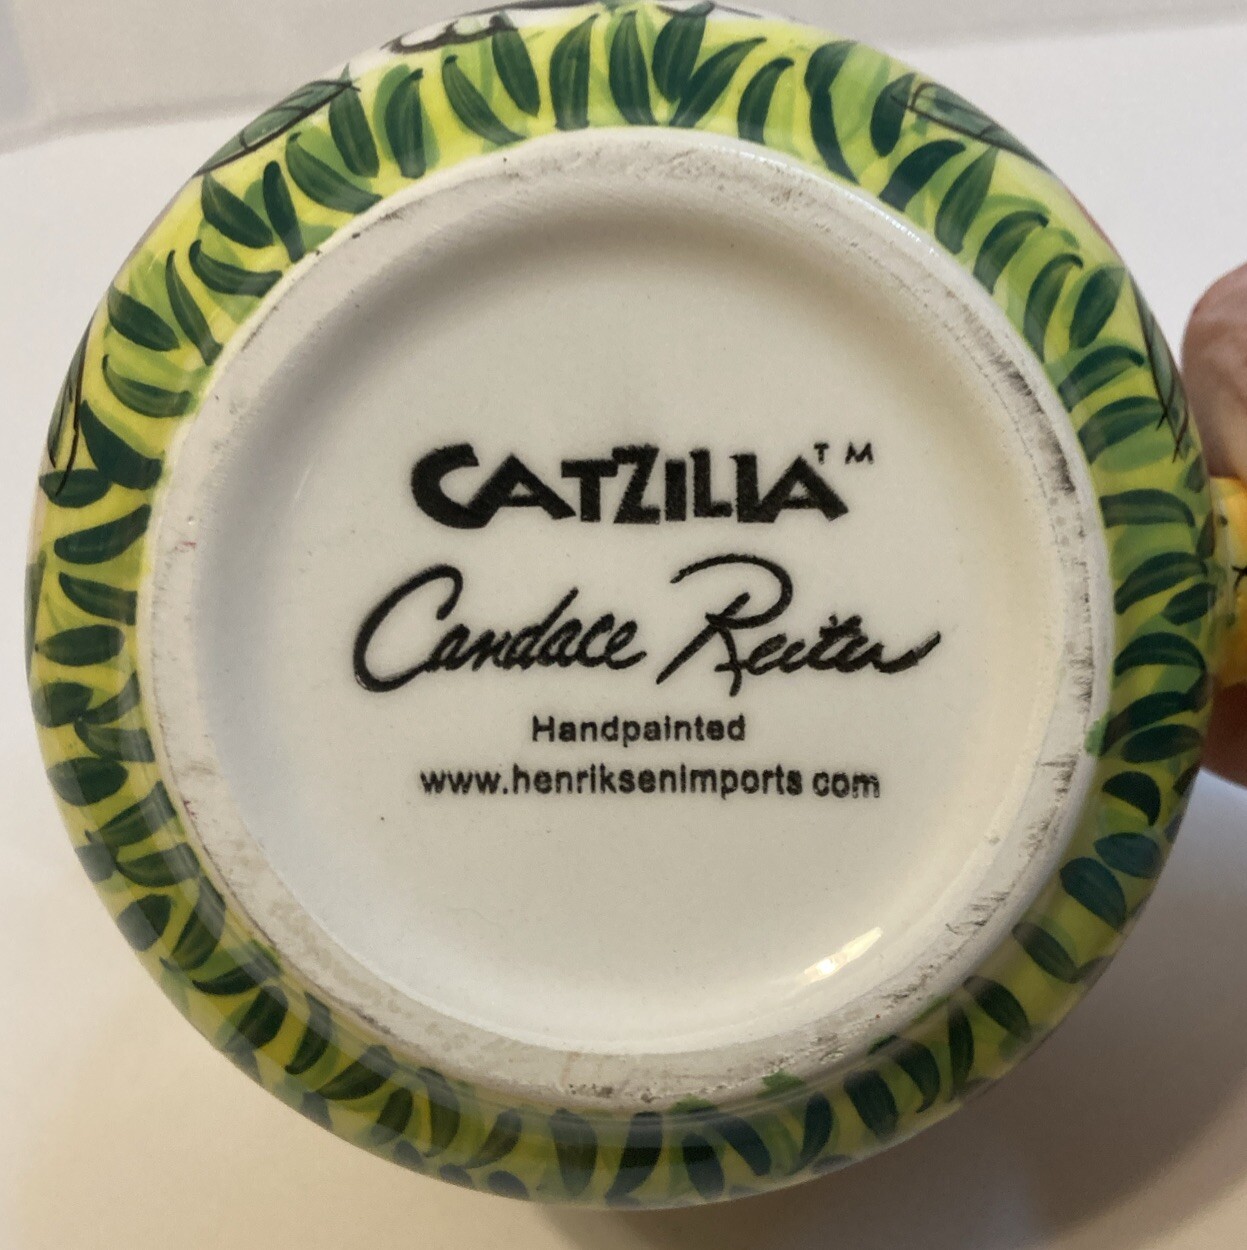 CATZILLA™
Candace Reiter
Handpainted
www.henriksenimports.com